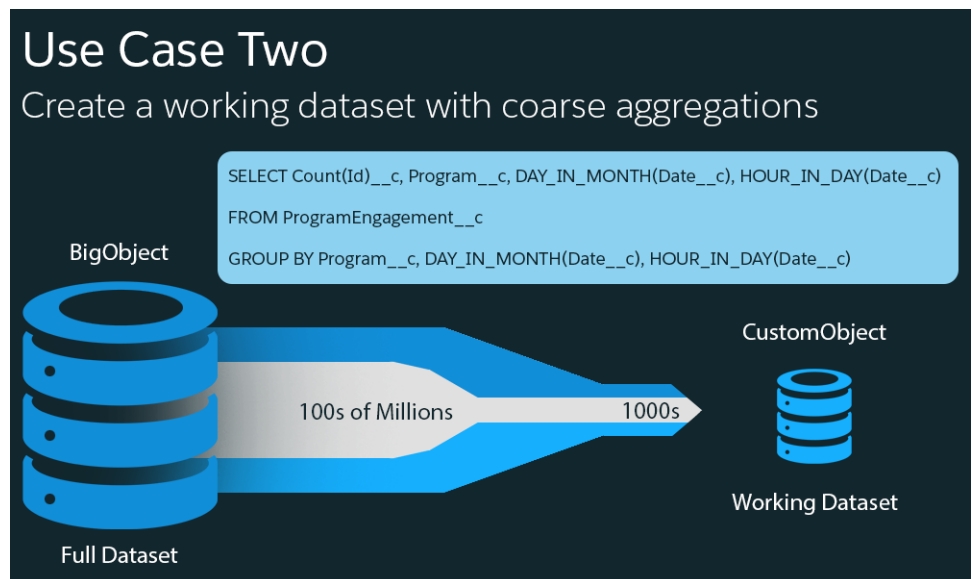 Use Case Two
Create a working dataset with coarse aggregations
SELECT Count(Id)__c, Program__c, DAY_IN_MONTH(Date__c), HOUR_IN_DAY(Date__c)
FROM ProgramEngagement__c
GROUP BY Program__c, DAY_IN_MONTH(Date__c), HOUR_IN_DAY(Date__c)
BigObject
CustomObject
100s of Millions
1000s
Working Dataset
Full Dataset